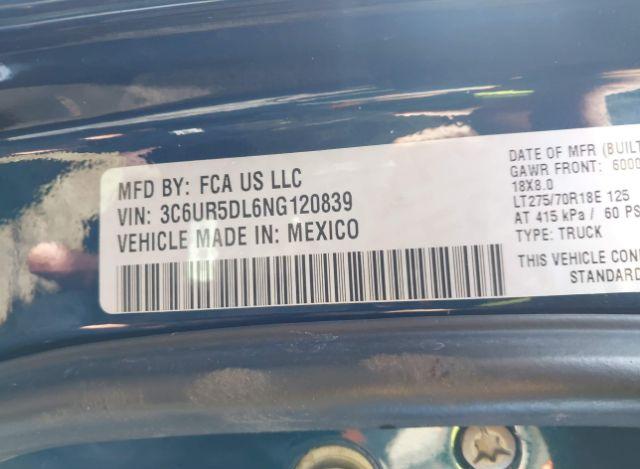 MFD BY: FCA US LLC
VIN: 3C6UR5DL6NG120839
VEHICLE MADE IN: MEXICO
DATE OF MFR (BUILT
GAWR FRONT: 6000
18X8.0
LT275/70R18E 125
AT 415 kPa / 60 PS
TYPE: TRUCK
THIS VEHICLE CON
STANDARD